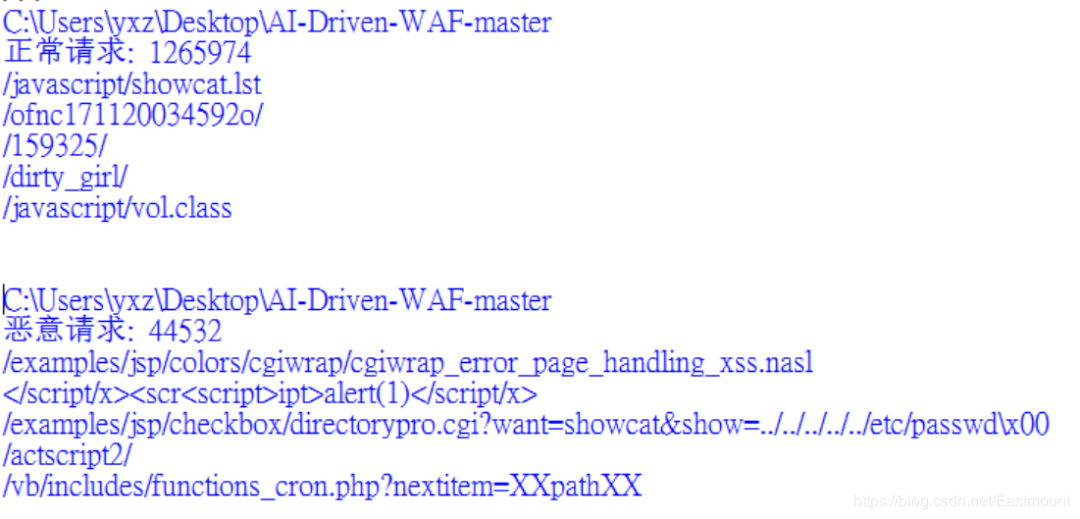 C:\Users\yxz\Desktop\AI-Driven-WAF-master
正常请求: 1265974
/javascript/showcat.lst
/ofnc171120034592o/
/159325/
/dirty_girl/
/javascript/vol.class
C:\Users\yxz\Desktop\AI-Driven-WAF-master
恶意请求: 44532
/examples/jsp/colors/cgiwrap/cgiwrap_error_page_handling_xss.nasl
</script/x><scr<script>ipt>alert(1)</script/x>
/examples/jsp/checkbox/directorypro.cgi?want=showcat&show=../../../../../etc/passwd\x00
/actscript2/
/vb/includes/functions_cron.php?nextitem=XXpathXX
https://blog.csdn.net/Eastmount